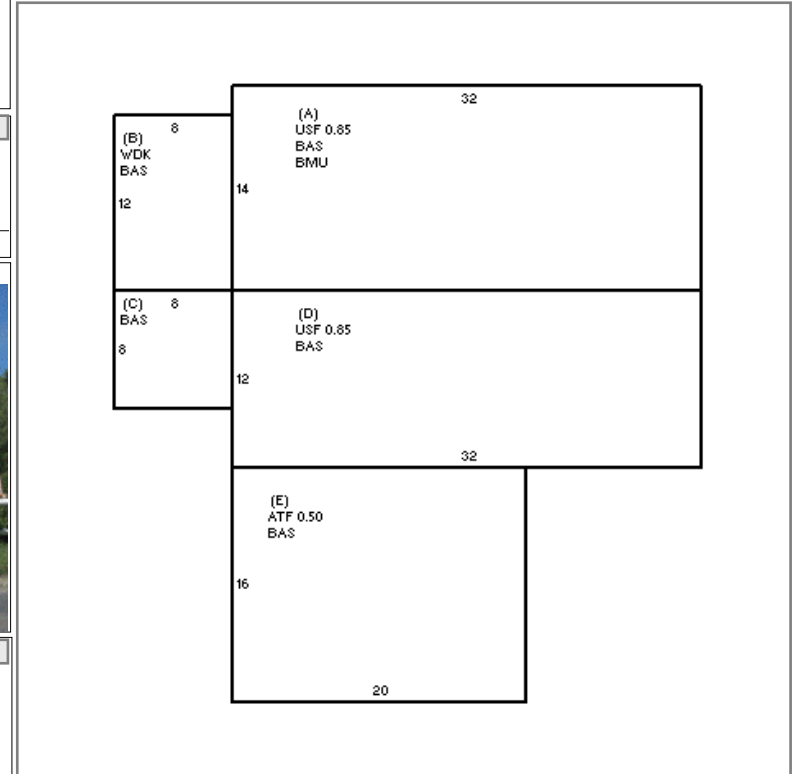 32
(A)
USF 0.85
BAS
BMU
14
8
(B)
WDK
BAS
12
(C)
8
BAS
8
(D)
USF 0.85
BAS
12
32
(E)
ATF 0.50
BAS
16
20